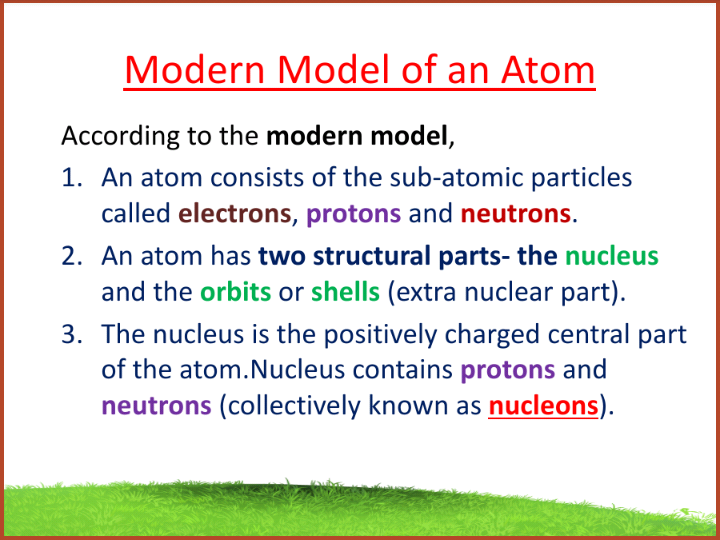 Modern Model of an Atom
According to the modern model,
1. An atom consists of the sub-atomic particles
called electrons, protons and neutrons.
2. An atom has two structural parts- the nucleus
and the orbits or shells (extra nuclear part).
3. The nucleus is the positively charged central part
of the atom.Nucleus contains protons and
neutrons (collectively known as nucleons).